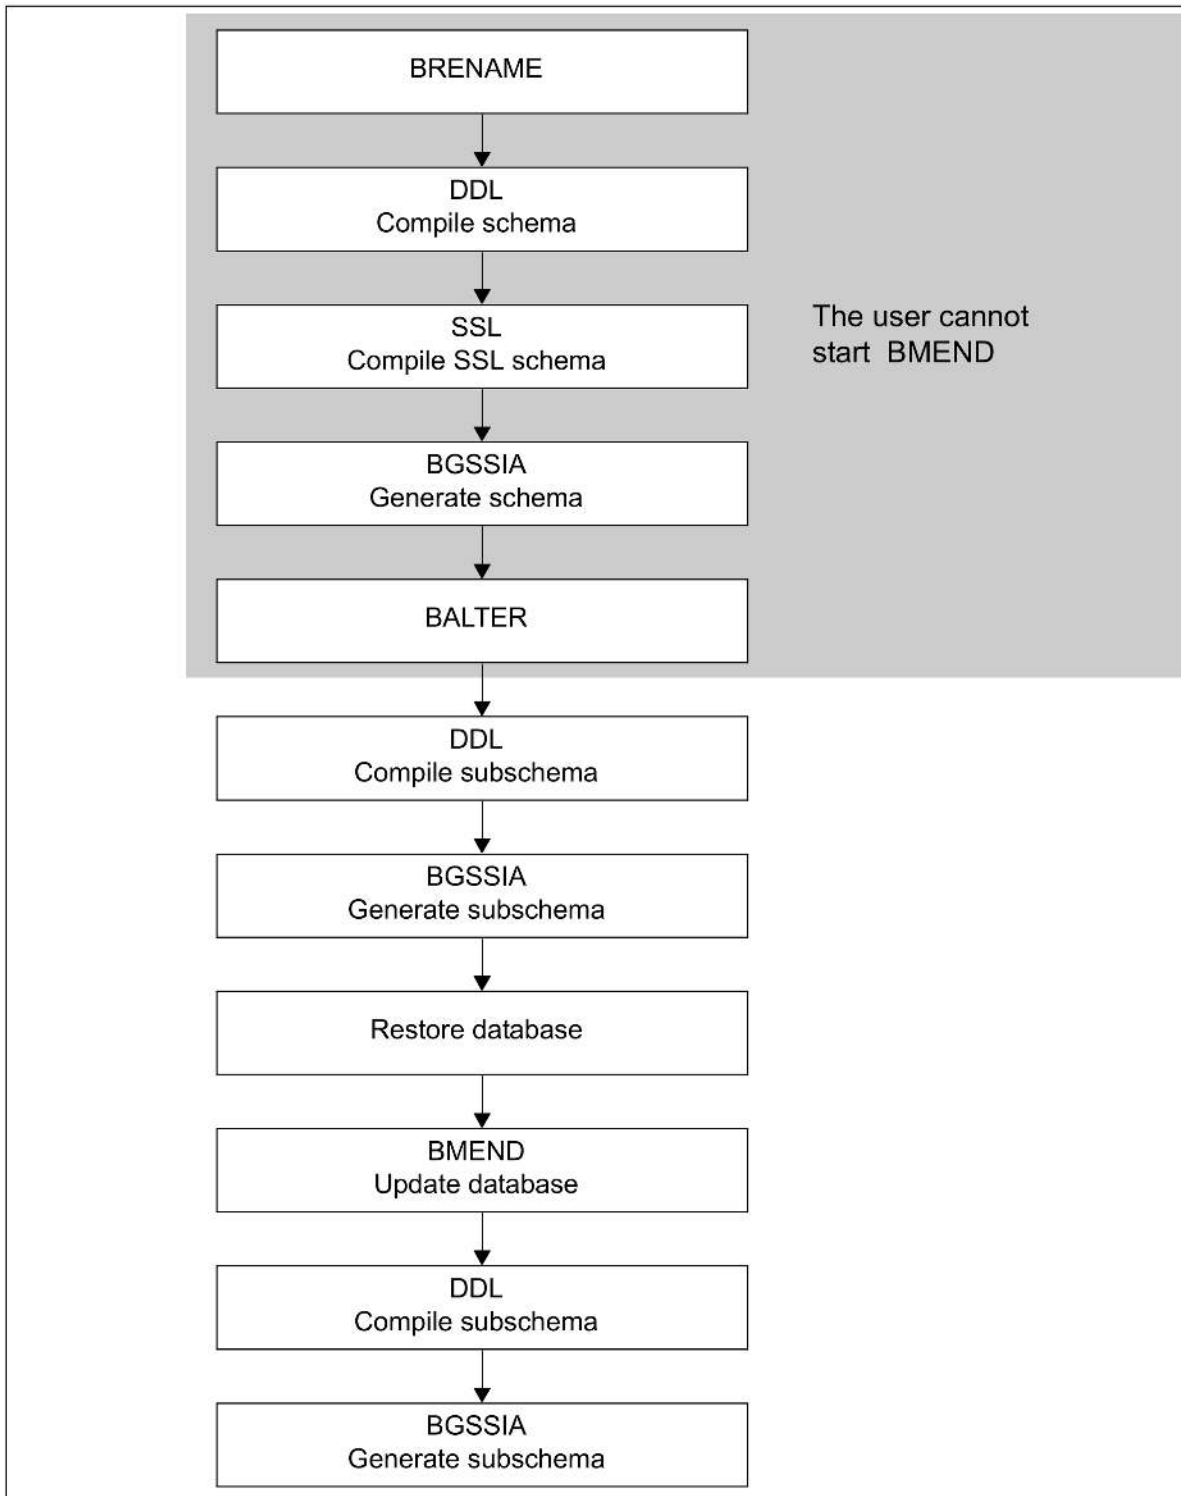 BRENAME
DDL
Compile schema
SSL
Compile SSL schema
The user cannot
start BMEND
BGSSIA
Generate schema
BALTER
DDL
Compile subschema
BGSSIA
Generate subschema
Restore database
BMEND
Update database
DDL
Compile subschema
BGSSIA
Generate subschema